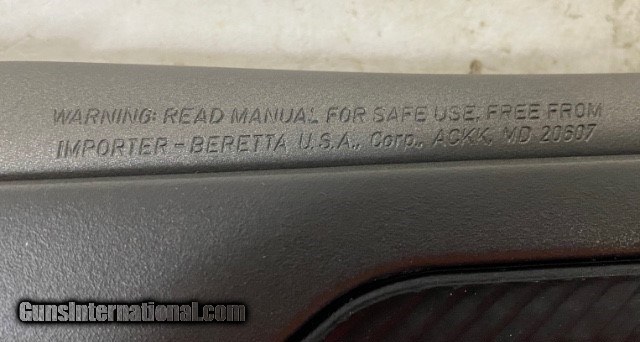 WARNING: READ MANUAL FOR SAFE USE, FREE FROM
IMPORTER - BERETTA U.S.A., Corp., ACKK, MD 20607
GunsInternational.com